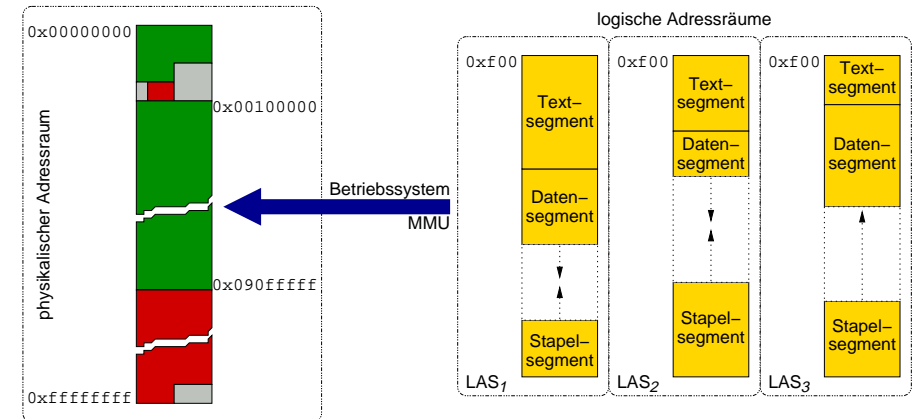 0x00000000
0x00100000
0x090fffff
0xffffffff
physikalischer Adressraum
Betriebssystem
MMU
logische Adressräume
0xf00
Text–
segment
Daten–
segment
Stapel–
segment
LAS1
0xf00
Text–
segment
Daten–
segment
Stapel–
segment
LAS2
0xf00
Text–
segment
Daten–
segment
Stapel–
segment
LAS3